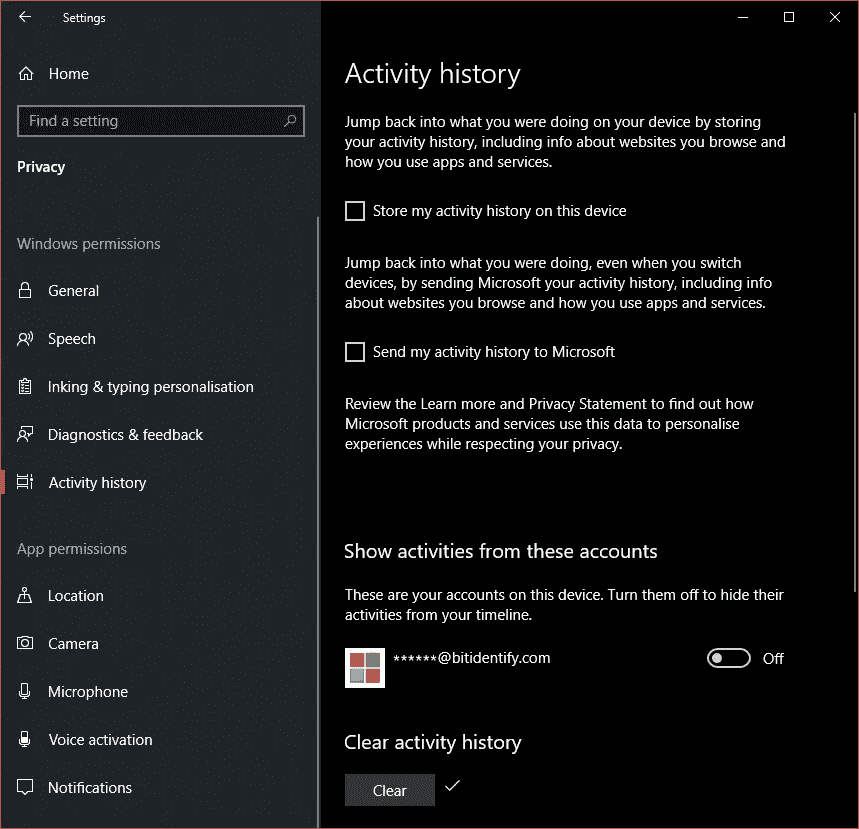 Settings
Home
Find a setting
Privacy
Windows permissions
General
Speech
Inking & typing personalisation
Diagnostics & feedback
Activity history
App permissions
Location
Camera
Microphone
Voice activation
Notifications
Activity history
Jump back into what you were doing on your device by storing
your activity history, including info about websites you browse and
how you use apps and services.
Store my activity history on this device
Jump back into what you were doing, even when you switch
devices, by sending Microsoft your activity history, including info
about websites you browse and how you use apps and services.
Send my activity history to Microsoft
Review the Learn more and Privacy Statement to find out how
Microsoft products and services use this data to personalise
experiences while respecting your privacy.
Show activities from these accounts
These are your accounts on this device. Turn them off to hide their
activities from your timeline.
******@bitidentify.com
Off
Clear activity history
Clear